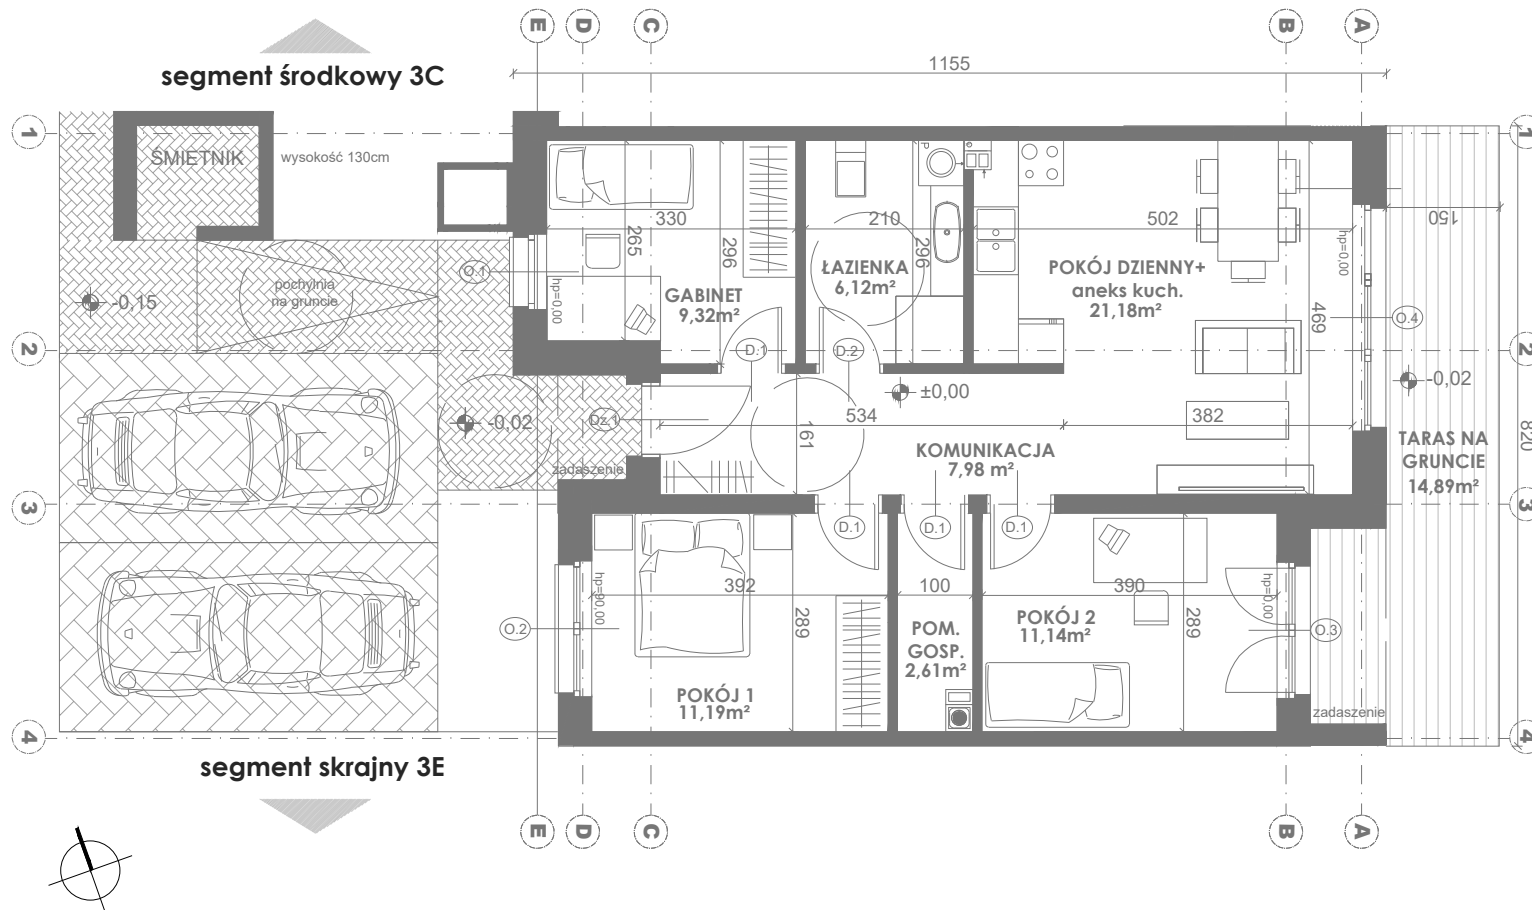 E D C B A
segment środkowy 3C
1155
1 1
ŚMIETNIK
wysokość 130cm
330
210
502
150
265
296
296
hp=0,00
O.1
ŁAZIENKA
6,12m²
POKÓJ DZIENNY+
aneks kuch.
21,18m²
pochylnia
na gruncie
-0,15
hp=0,00
GABINET
9,32m²
469
O.4
P
2 2
D.1
D.2
±0,00
-0,02
-0,02
Dz.1
534
382
161
820
KOMUNIKACJA
7,98 m²
TARAS NA
GRUNCIE
14,89m²
zadaszenie
3 3
D.1
D.1
D.1
392
100
390
hp=90,00
hp=0,00
289
289
O.2
O.3
POM.
GOSP.
2,61m²
POKÓJ 2
11,14m²
POKÓJ 1
11,19m²
zadaszenie
4 4
segment skrajny 3E
E D C B A